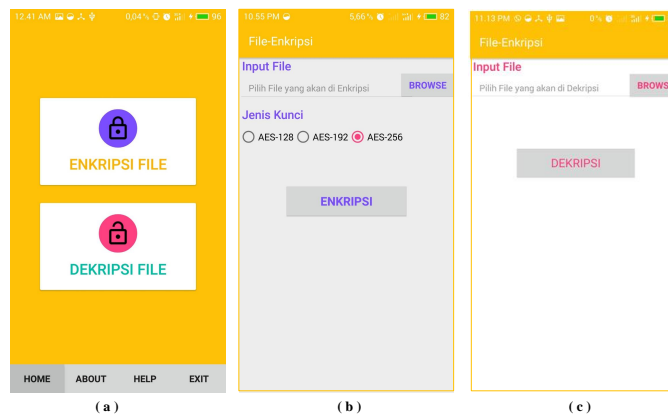 12.41 AM 0,04% 96
ENKRIPSI FILE
DEKRIPSI FILE
HOME ABOUT HELP EXIT
( a )
10.55 PM 5,66% 82
File-Enkripsi
Input File
Pilih File yang akan di Enkripsi BROWSE
Jenis Kunci
AES-128 AES-192 AES-256
ENKRIPSI
( b )
11.13 PM 0%
File-Enkripsi
Input File
Pilih File yang akan di Dekripsi BROWS
DEKRIPSI
( c )